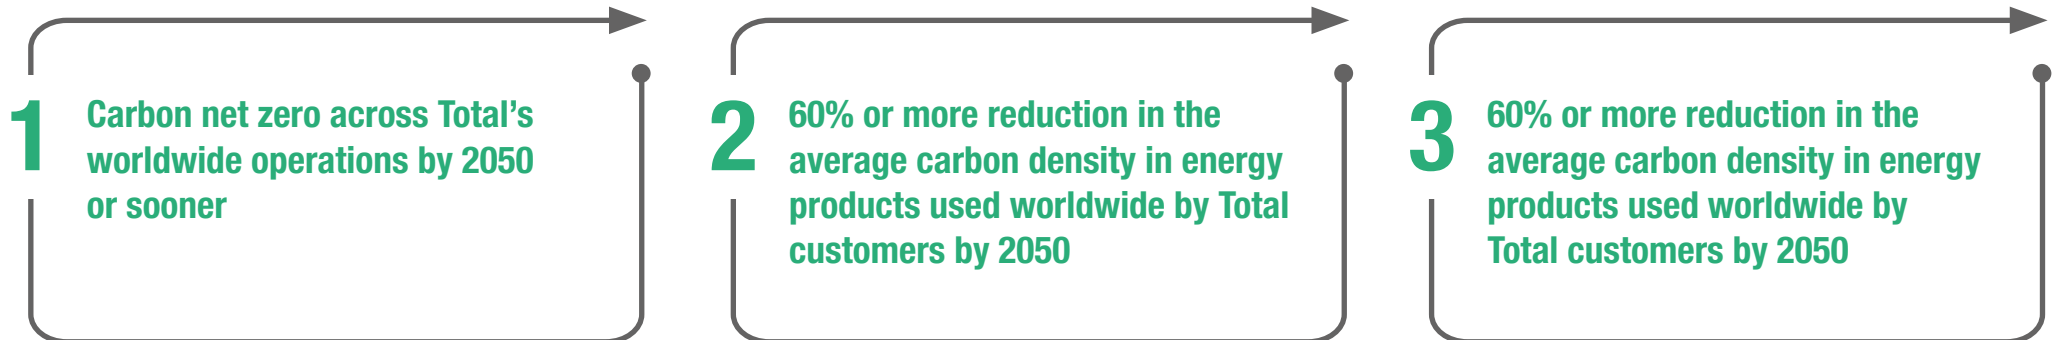 1
Carbon net zero across Total's
worldwide operations by 2050
or sooner
2
60% or more reduction in the
average carbon density in energy
products used worldwide by Total
customers by 2050
3
60% or more reduction in the
average carbon density in energy
products used worldwide by
Total customers by 2050